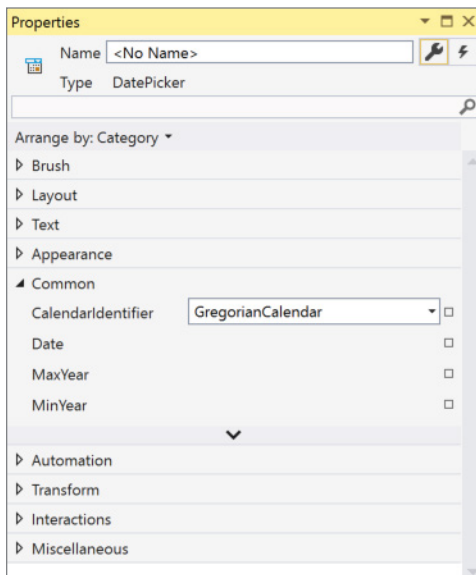 Properties
Name <No Name>
Type DatePicker
Arrange by: Category
Brush
Layout
Text
Appearance
Common
CalendarIdentifier GregorianCalendar
Date
MaxYear
MinYear
Automation
Transform
Interactions
Miscellaneous